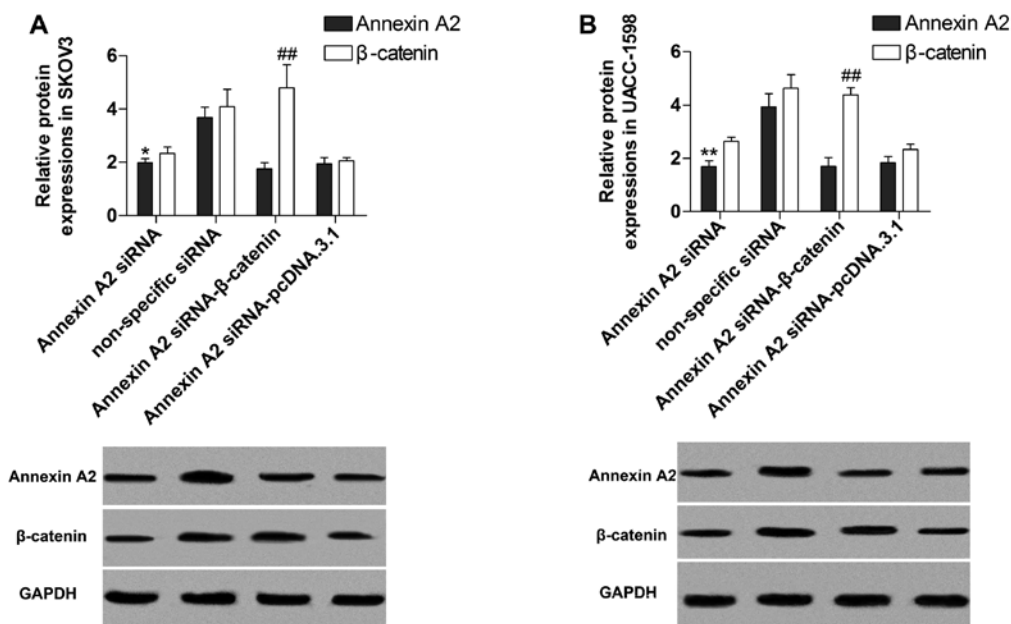 A
Annexin A2
β-catenin
Relative protein
expressions in SKOV3
6
4
2
0
*
##
Annexin A2 siRNA
non-specific siRNA
Annexin A2 siRNA-β-catenin
Annexin A2 siRNA-pcDNA.3.1
Annexin A2
β-catenin
GAPDH
B
Annexin A2
β-catenin
Relative protein
expressions in UACC-1598
6
4
2
0
**
##
Annexin A2 siRNA
non-specific siRNA
Annexin A2 siRNA-β-catenin
Annexin A2 siRNA-pcDNA.3.1
Annexin A2
β-catenin
GAPDH